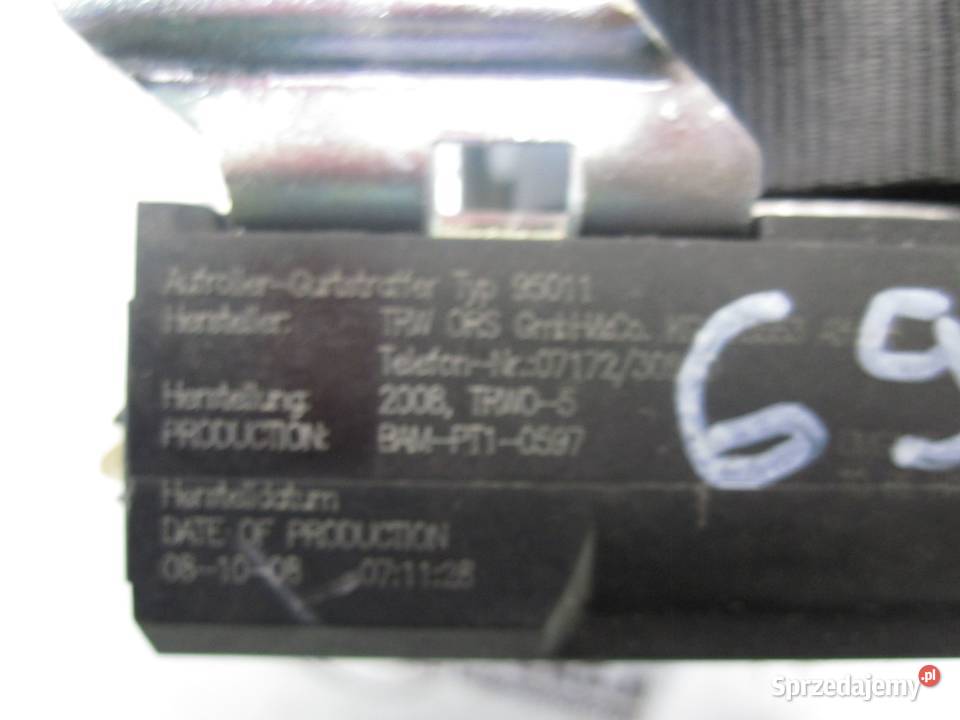 Aufroller-Gurtstraffer Typ 95011
Hersteller: TRW ORS GmbH&Co.
Telefon-Nr.:07172/30
Herstellung: 2008, TRWO-5
PRODUCTION: BAM-PT1-0597
69
Herstelldatum
DATE OF PRODUCTION
08-10-08 07:11:28
Sprzedajemy.pl